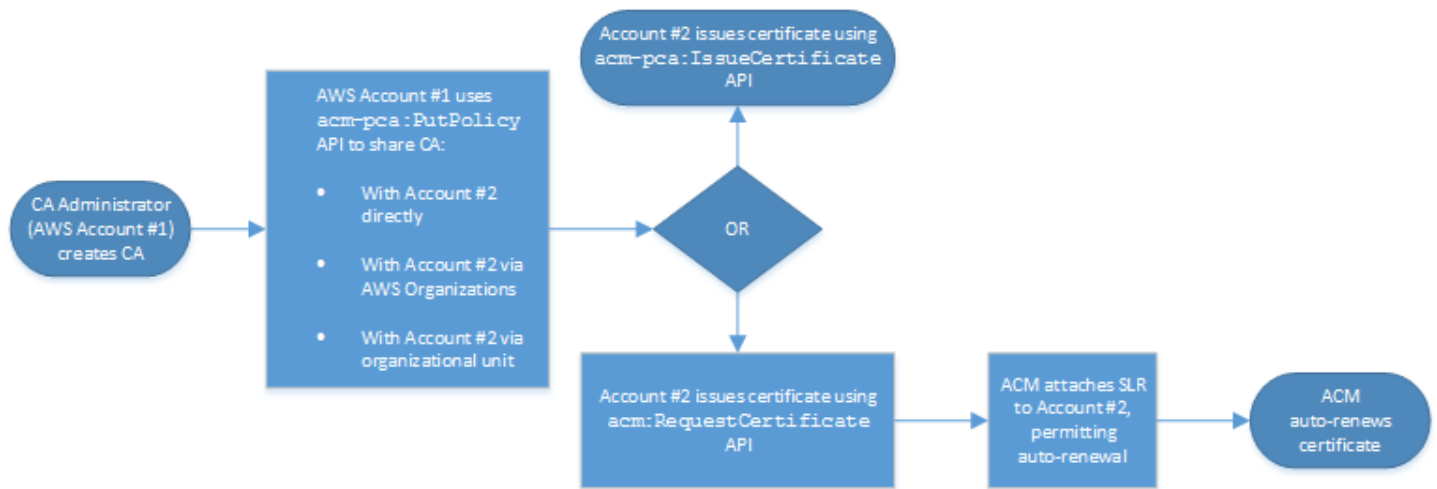 CA Administrator
(AWS Account #1)
creates CA
AWS Account #1 uses
acm-pca:PutPolicy
API to share CA:
• With Account #2
directly
• With Account #2 via
AWS Organizations
• With Account #2 via
organizational unit
Account #2 issues certificate using
acm-pca:IssueCertificate
API
OR
Account #2 issues certificate using
acm:RequestCertificate
API
ACM attaches SLR
to Account #2,
permitting
auto-renewal
ACM
auto-renews
certificate